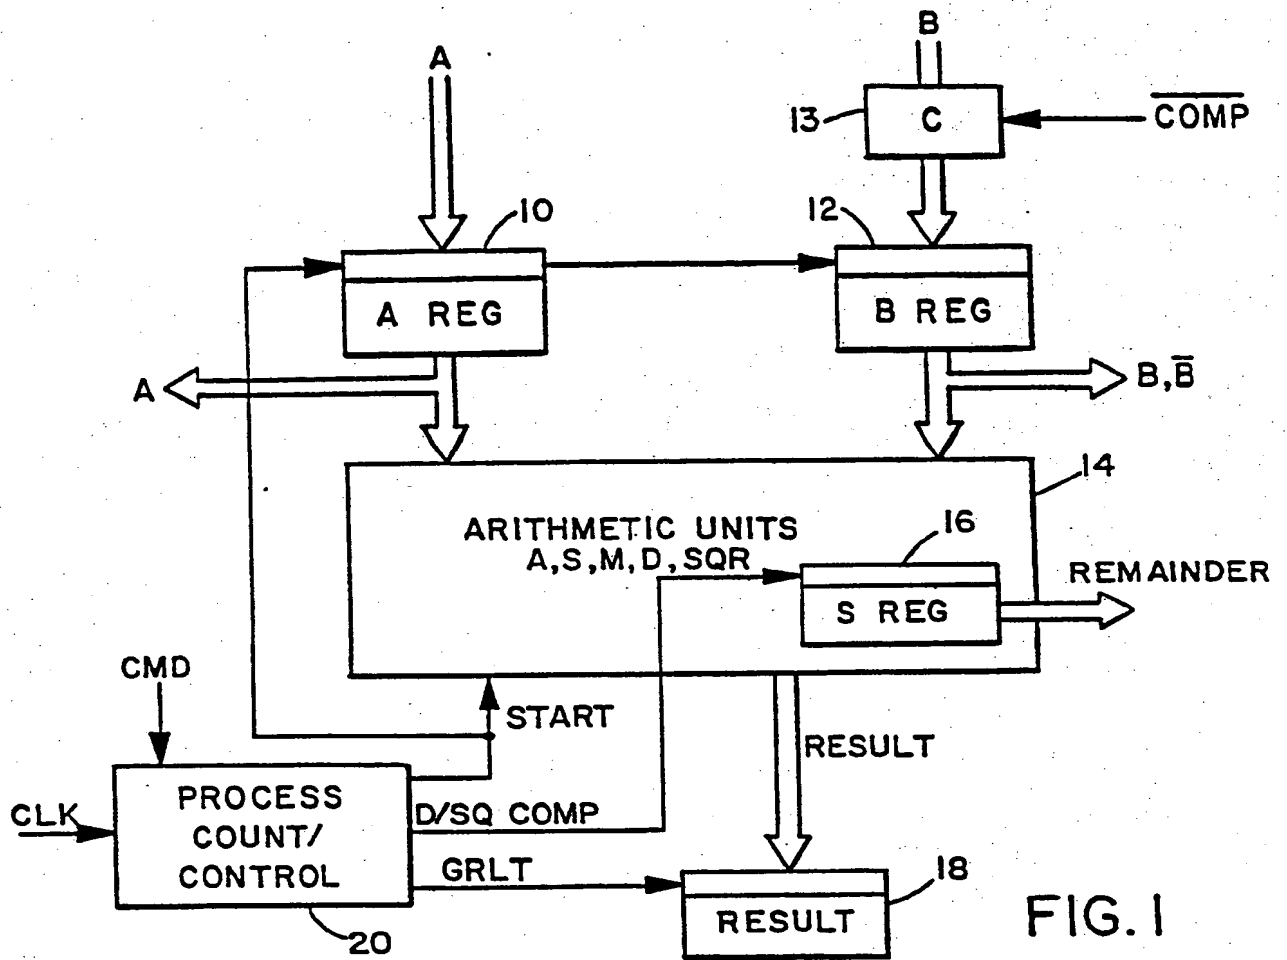 B
A
13
C
C̅O̅M̅P̅
10
12
A REG
B REG
A
B, B̅
14
ARITHMETIC UNITS
A, S, M, D, SQR
16
REMAINDER
S REG
CMD
START
RESULT
PROCESS
COUNT/
CONTROL
CLK
D/SQ COMP
GRLT
18
RESULT
20
FIG. 1